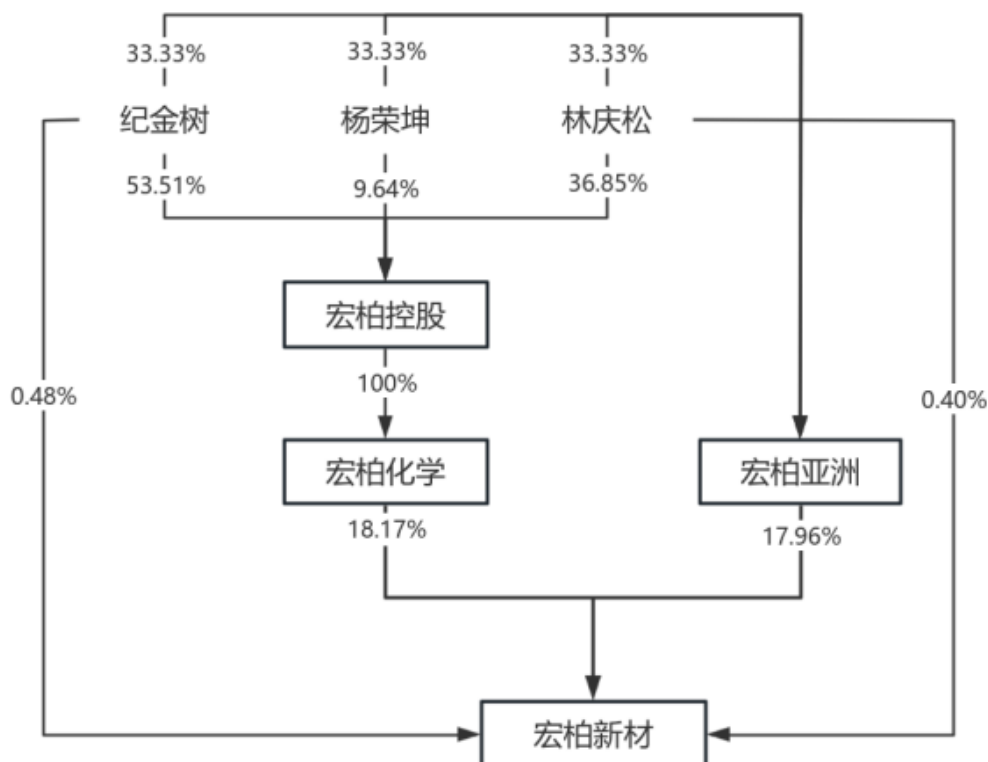 33.33% 33.33% 33.33%
纪金树 杨荣坤 林庆松
53.51% 9.64% 36.85%
宏柏控股
0.48% 100% 0.40%
宏柏化学 宏柏亚洲
18.17% 17.96%
宏柏新材